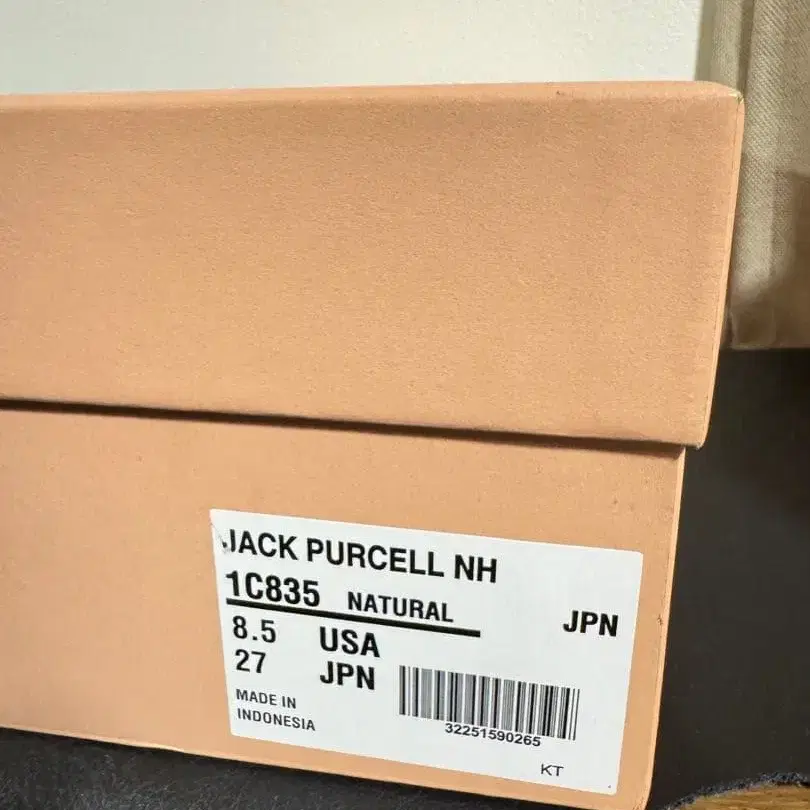 JACK PURCELL NH
1C835 NATURAL
JPN
8.5 USA
27 JPN
MADE IN
INDONESIA
32251590265
KT